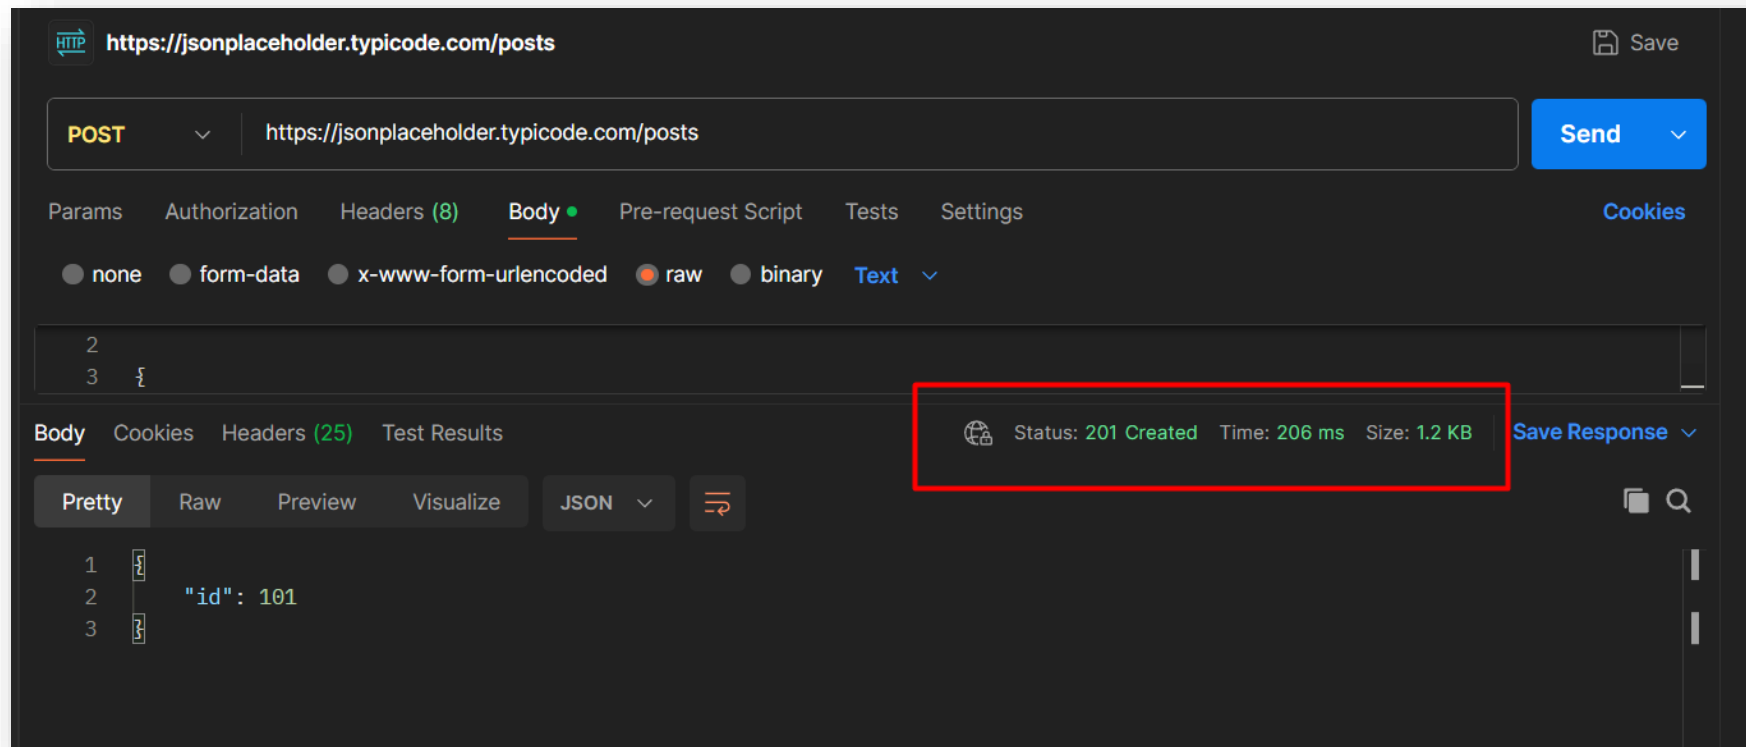 HTTP https://jsonplaceholder.typicode.com/posts Save
POST https://jsonplaceholder.typicode.com/posts Send
Params Authorization Headers (8) Body Pre-request Script Tests Settings Cookies
none form-data x-www-form-urlencoded raw binary Text
2
3 {
Body Cookies Headers (25) Test Results Status: 201 Created Time: 206 ms Size: 1.2 KB Save Response
Pretty Raw Preview Visualize JSON
1 {
2 "id": 101
3 }